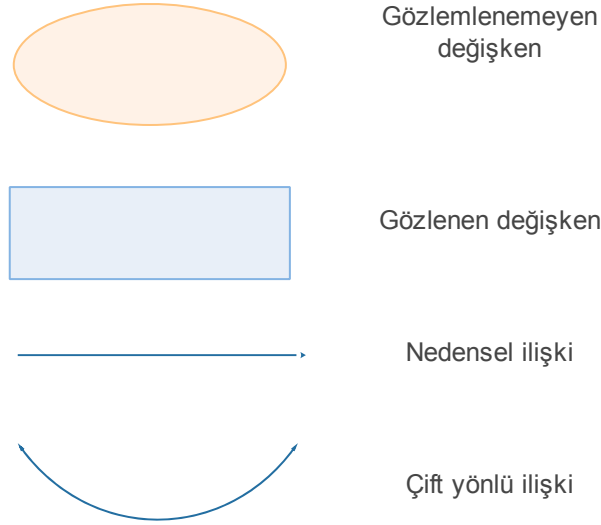 Gözlemlenemeyen
değişken
Gözlenen değişken
Nedensel ilişki
Çift yönlü ilişki